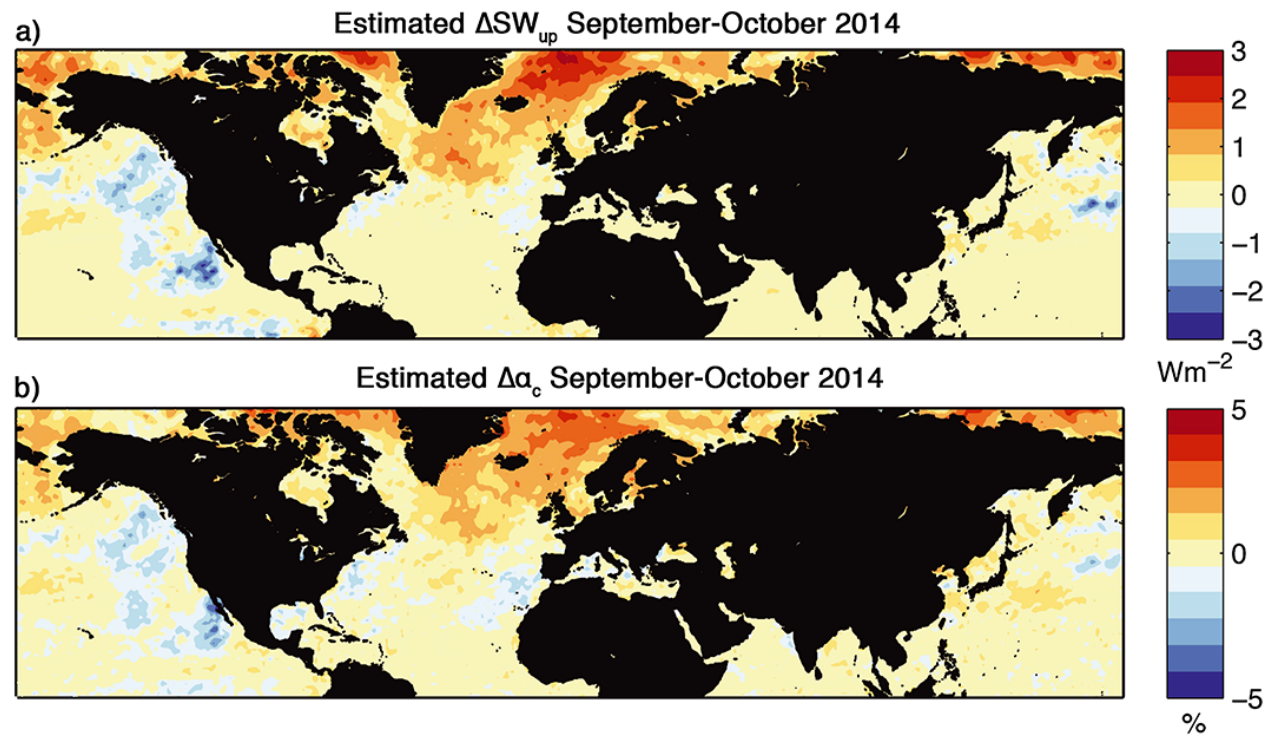 a)
Estimated ΔSWup September-October 2014
3
2
1
0
−1
−2
−3
Wm−2
b)
Estimated Δαc September-October 2014
5
0
−5
%